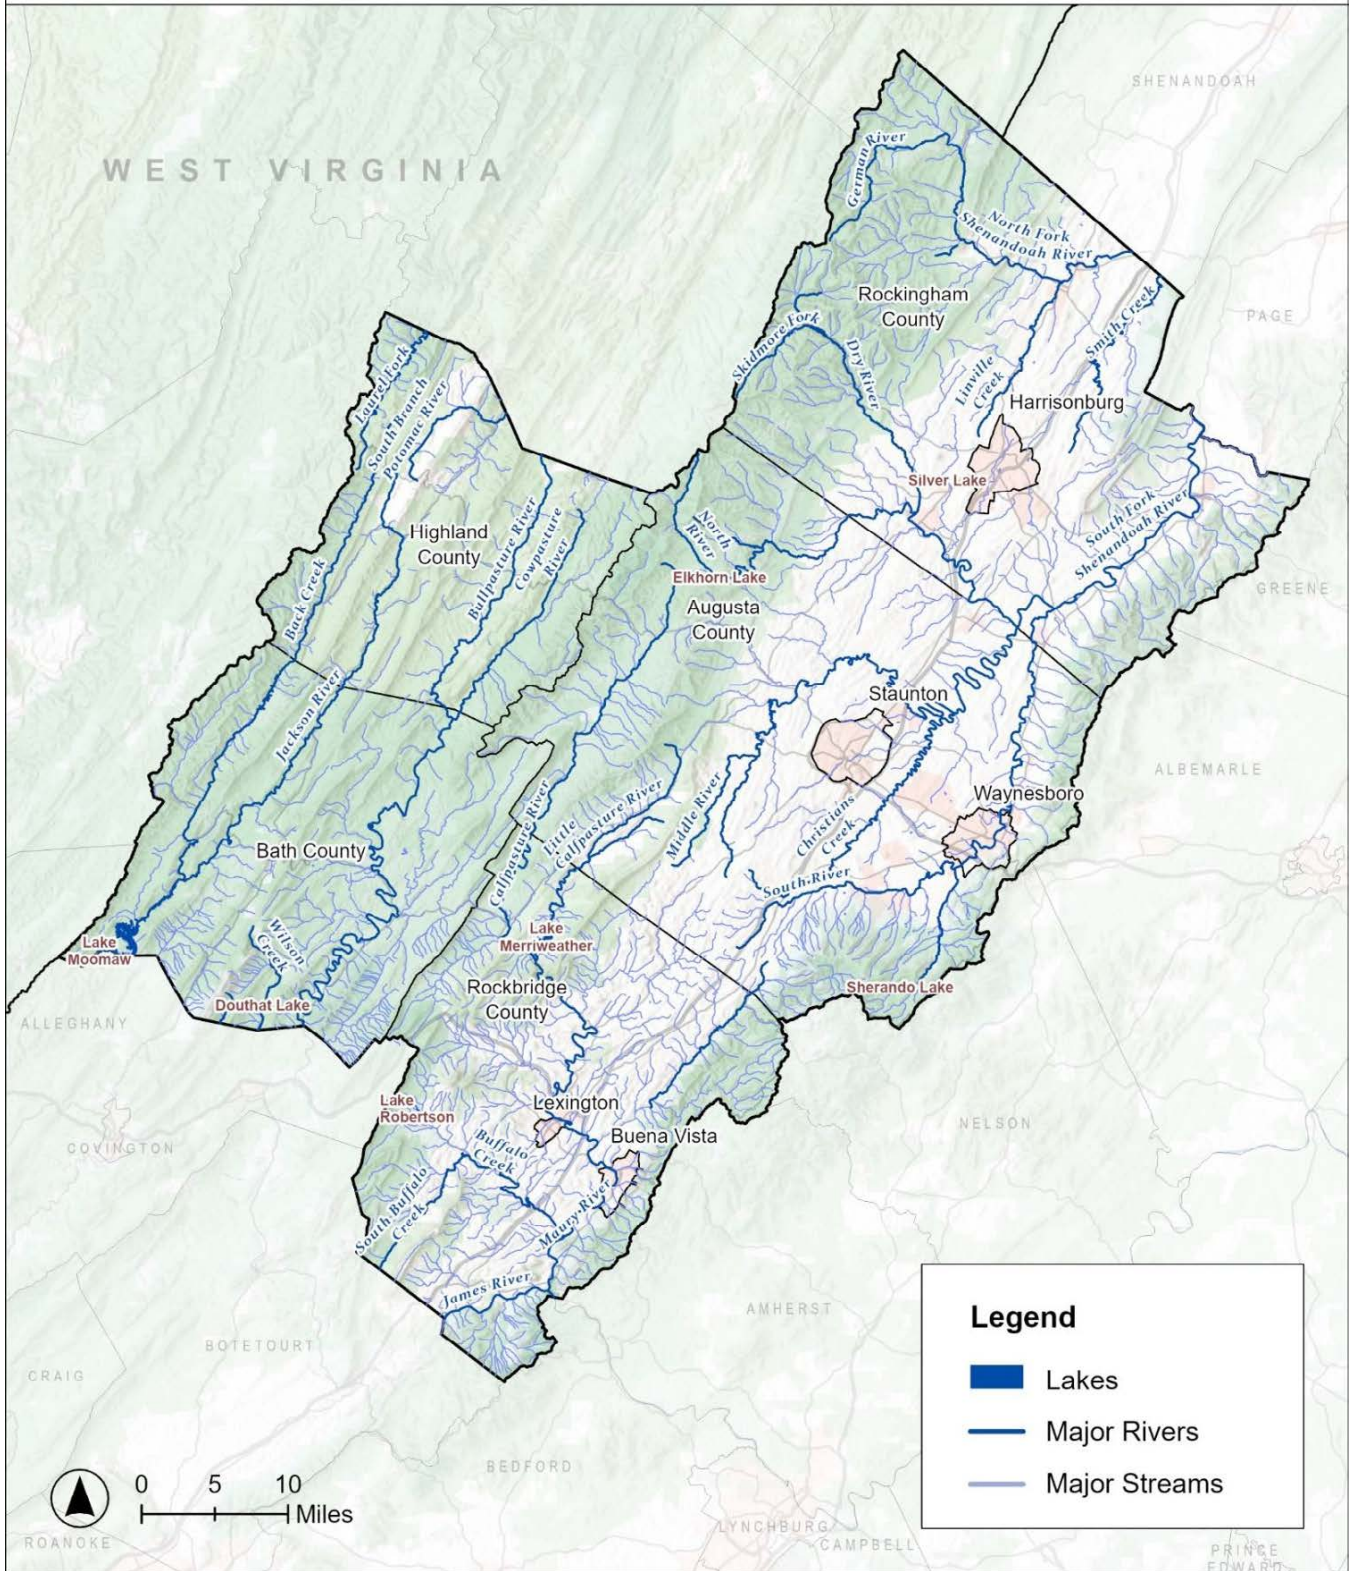 SHENANDOAH
WEST VIRGINIA
German River
North Fork
Shenandoah River
Rockingham
County
PAGE
Smith Creek
Skidmore Fork
Dry River
Linville
Creek
Harrisonburg
Laurel Fork
South Branch
Potomac River
Silver Lake
South Fork
Shenandoah River
Highland
County
Bullpasture River
Cowpasture
River
North
River
Elkhorn Lake
GREENE
Back Creek
Augusta
County
Staunton
Jackson River
ALBEMARLE
Waynesboro
Calfpasture River
Little
Calfpasture River
Middle River
Christians
Creek
Bath County
South River
Wilson
Creek
Lake
Moomaw
Lake
Merriweather
Rockbridge
County
Sherando Lake
Douthat Lake
ALLEGHANY
Lake
Robertson
Lexington
Buena Vista
NELSON
COVINGTON
Buffalo
Creek
South Buffalo
Creek
Maury River
James River
AMHERST
BOTETOURT
CRAIG
BEDFORD
Legend
Lakes
Major Rivers
Major Streams
0 5 10
Miles
ROANOKE
LYNCHBURG
CAMPBELL
PRINCE
EDWARD